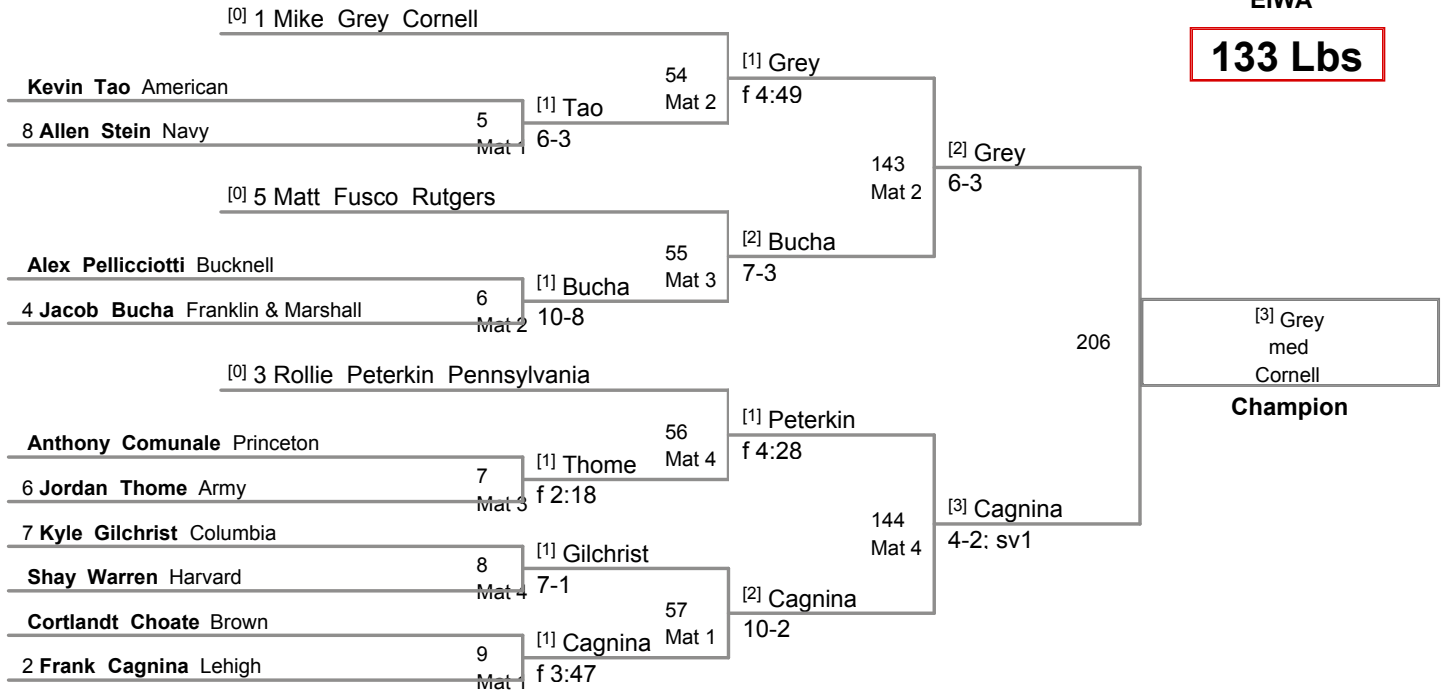 EIWA
133 Lbs
[0] 1 Mike Grey Cornell
Kevin Tao American
8 Allen Stein Navy
5
Mat 1
[1] Tao
6-3
54
Mat 2
[1] Grey
f 4:49
[0] 5 Matt Fusco Rutgers
Alex Pellicciotti Bucknell
4 Jacob Bucha Franklin & Marshall
6
Mat 2
[1] Bucha
10-8
55
Mat 3
[2] Bucha
7-3
143
Mat 2
[2] Grey
6-3
[0] 3 Rollie Peterkin Pennsylvania
Anthony Comunale Princeton
6 Jordan Thome Army
7
Mat 3
[1] Thome
f 2:18
56
Mat 4
[1] Peterkin
f 4:28
7 Kyle Gilchrist Columbia
Shay Warren Harvard
8
Mat 4
[1] Gilchrist
7-1
Cortlandt Choate Brown
2 Frank Cagnina Lehigh
9
Mat 1
[1] Cagnina
f 3:47
57
Mat 1
[2] Cagnina
10-2
144
Mat 4
[3] Cagnina
4-2; sv1
206
[3] Grey
med
Cornell
Champion